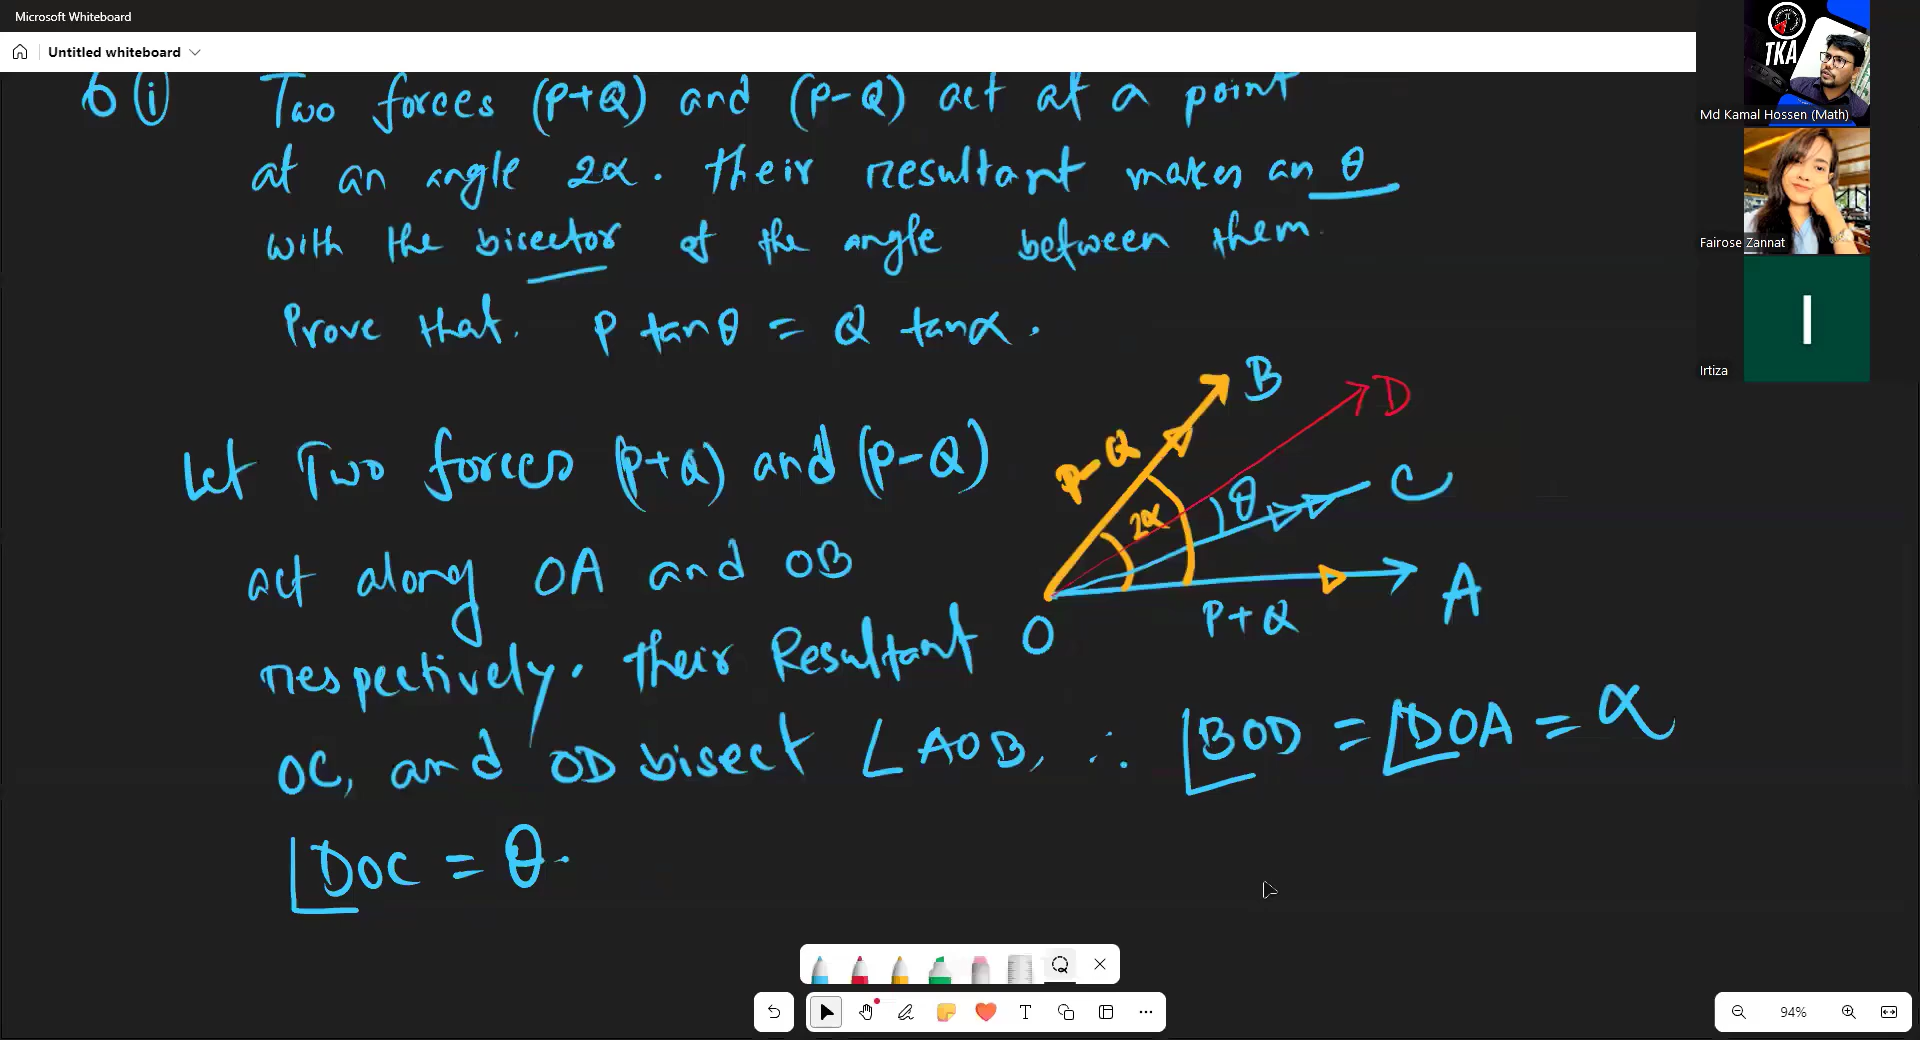 Microsoft Whiteboard
Untitled whiteboard
TKA
Md Kamal Hossen (Math)
Fairose Zannat
I
Irtiza
6 (i) Two forces (P+Q) and (P-Q) act at a point
at an angle 2α. Their resultant makes an θ
with the bisector of the angle between them.
Prove that. P tanθ = Q tanα.
B
D
P-Q
2α
θ
C
A
P+Q
O
Let Two forces (P+Q) and (P-Q)
act along OA and OB
respectively. Their Resultant
OC, and OD bisect ∠AOB, ∴ ∠BOD = ∠DOA = α
∠DOC = θ.
94%